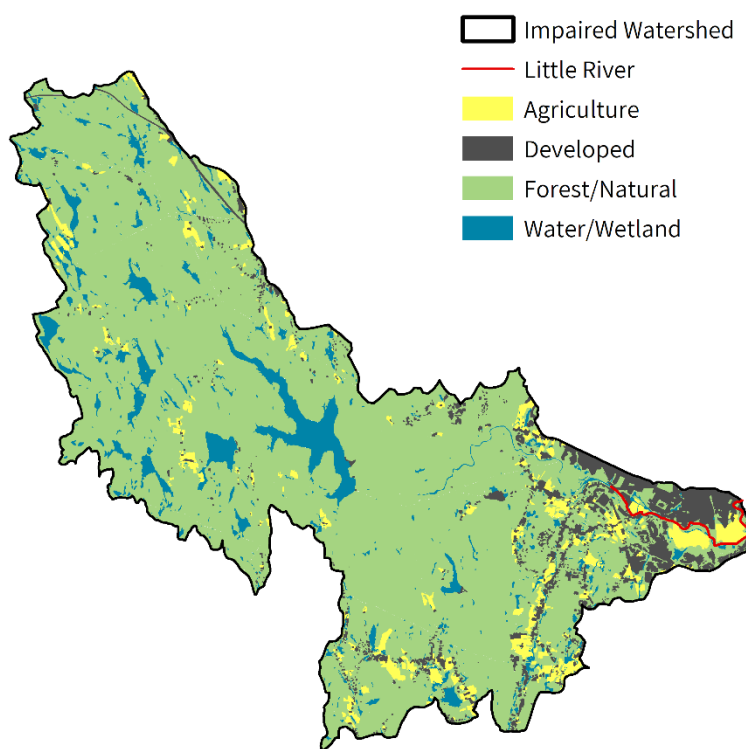 Impaired Watershed
Little River
Agriculture
Developed
Forest/Natural
Water/Wetland